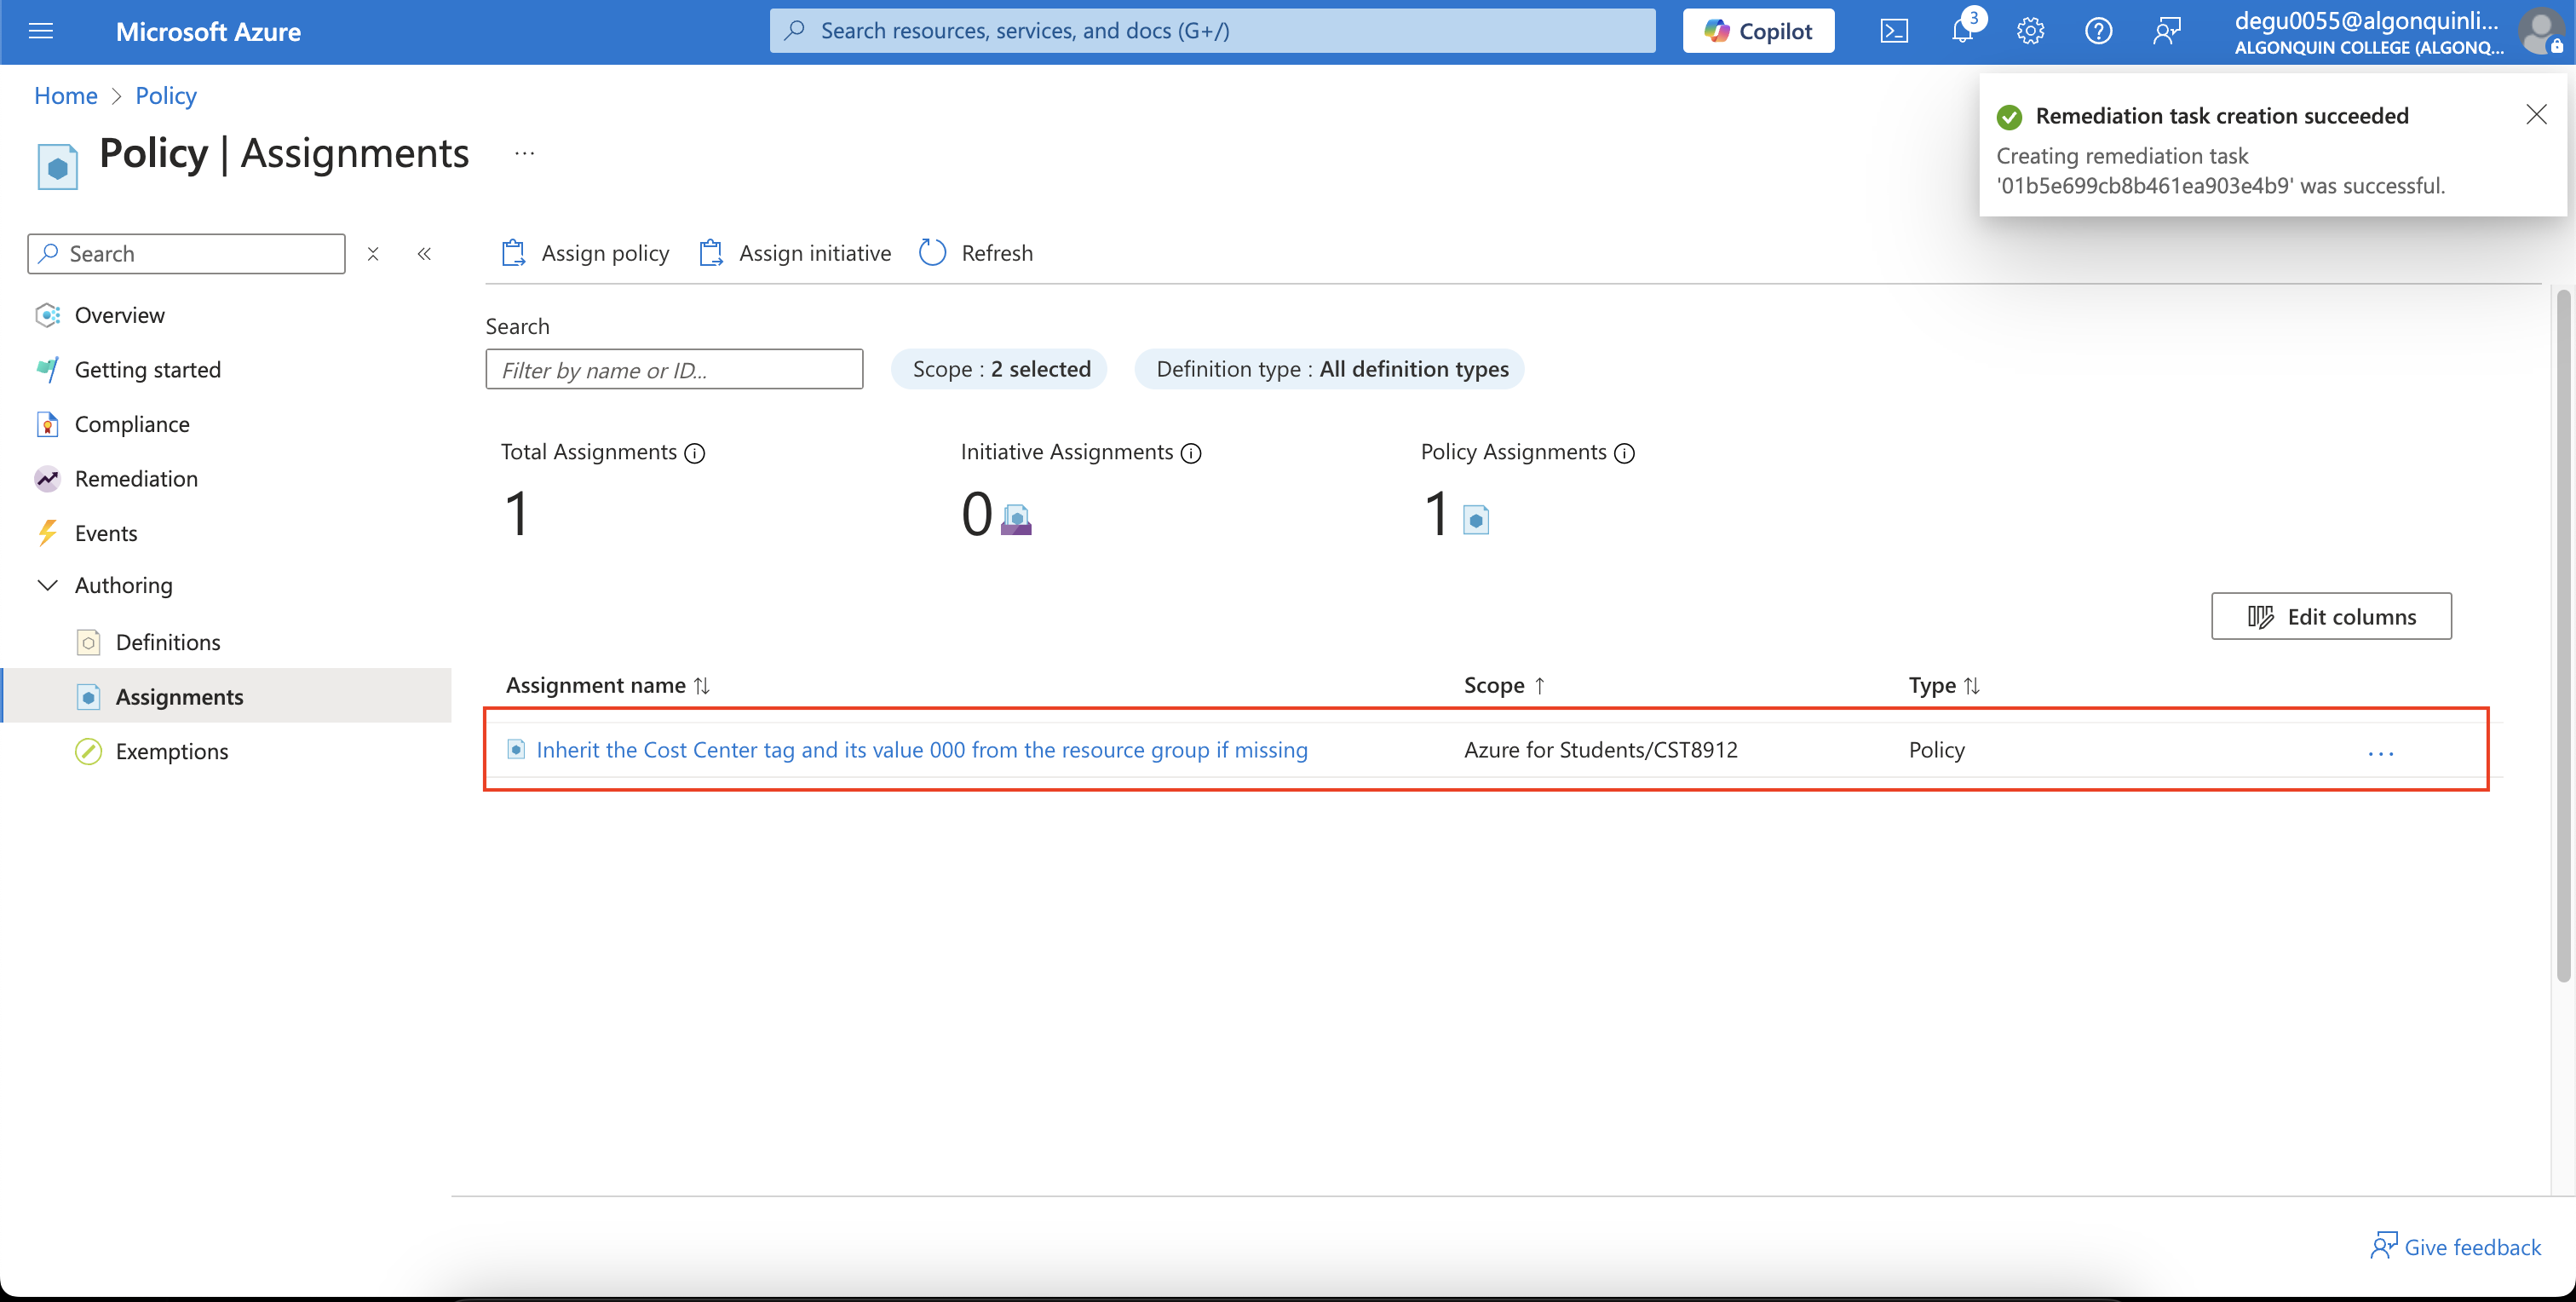 Microsoft Azure
Search resources, services, and docs (G+/)
Copilot
3
degu0055@algonquinli...
ALGONQUIN COLLEGE (ALGONQ...
Home > Policy
Remediation task creation succeeded
Creating remediation task
'01b5e699cb8b461ea903e4b9' was successful.
Policy | Assignments ...
Search
Assign policy
Assign initiative
Refresh
Overview
Getting started
Compliance
Remediation
Events
Authoring
Definitions
Assignments
Exemptions
Search
Filter by name or ID...
Scope : 2 selected
Definition type : All definition types
Total Assignments
1
Initiative Assignments
0
Policy Assignments
1
Edit columns
Assignment name Scope Type
Inherit the Cost Center tag and its value 000 from the resource group if missing Azure for Students/CST8912 Policy ...
Give feedback